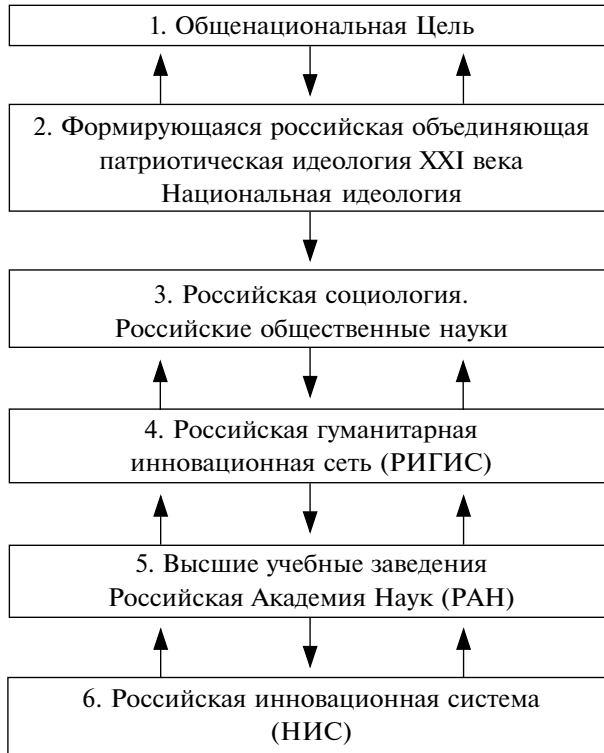 1. Общенациональная Цель
2. Формирующаяся российская объединяющая
патриотическая идеология XXI века
Национальная идеология
3. Российская социология.
Российские общественные науки
4. Российская гуманитарная
инновационная сеть (РИГИС)
5. Высшие учебные заведения
Российская Академия Наук (РАН)
6. Российская инновационная система
(НИС)